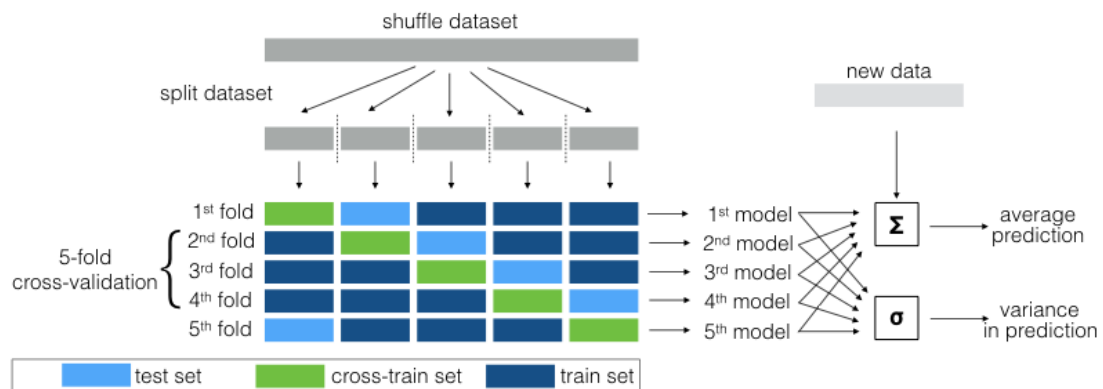 shuffle dataset
split dataset
new data
1st fold
2nd fold
3rd fold
4th fold
5th fold
5-fold
cross-validation
1st model
2nd model
3rd model
4th model
5th model
Σ
σ
average
prediction
variance
in prediction
test set
cross-train set
train set